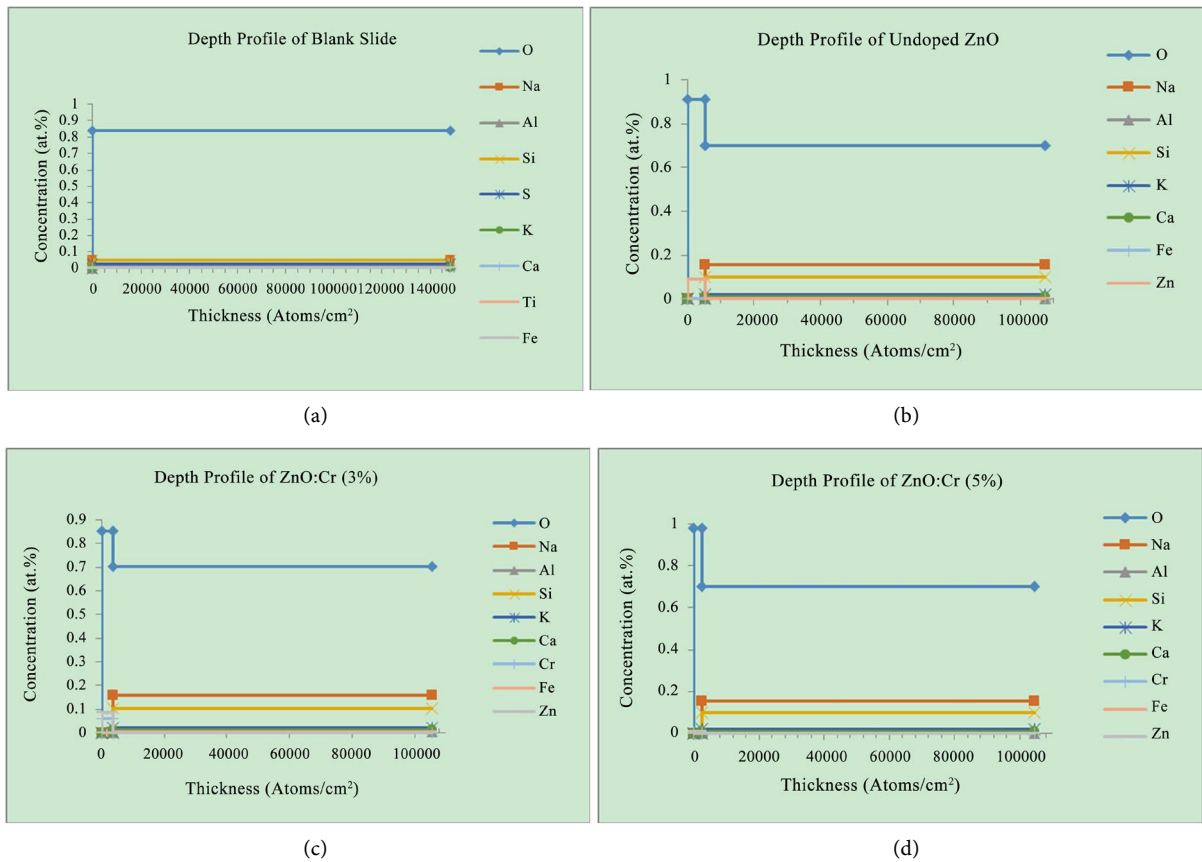 Depth Profile of Blank Slide
Concentration (at.%)
1
0.9
0.8
0.7
0.6
0.5
0.4
0.3
0.2
0.1
0
0 20000 40000 60000 80000 100000 120000 140000
Thickness (Atoms/cm²)
O
Na
Al
Si
S
K
Ca
Ti
Fe
(a)
Depth Profile of Undoped ZnO
Concentration (at.%)
1
0.8
0.6
0.4
0.2
0
0 20000 40000 60000 80000 100000
Thickness (Atoms/cm²)
O
Na
Al
Si
K
Ca
Fe
Zn
(b)
Depth Profile of ZnO:Cr (3%)
Concentration (at.%)
0.9
0.8
0.7
0.6
0.5
0.4
0.3
0.2
0.1
0
0 20000 40000 60000 80000 100000
Thickness (Atoms/cm²)
O
Na
Al
Si
K
Ca
Cr
Fe
Zn
(c)
Depth Profile of ZnO:Cr (5%)
Concentration (at.%)
1
0.8
0.6
0.4
0.2
0
0 20000 40000 60000 80000 100000
Thickness (Atoms/cm²)
O
Na
Al
Si
K
Ca
Cr
Fe
Zn
(d)